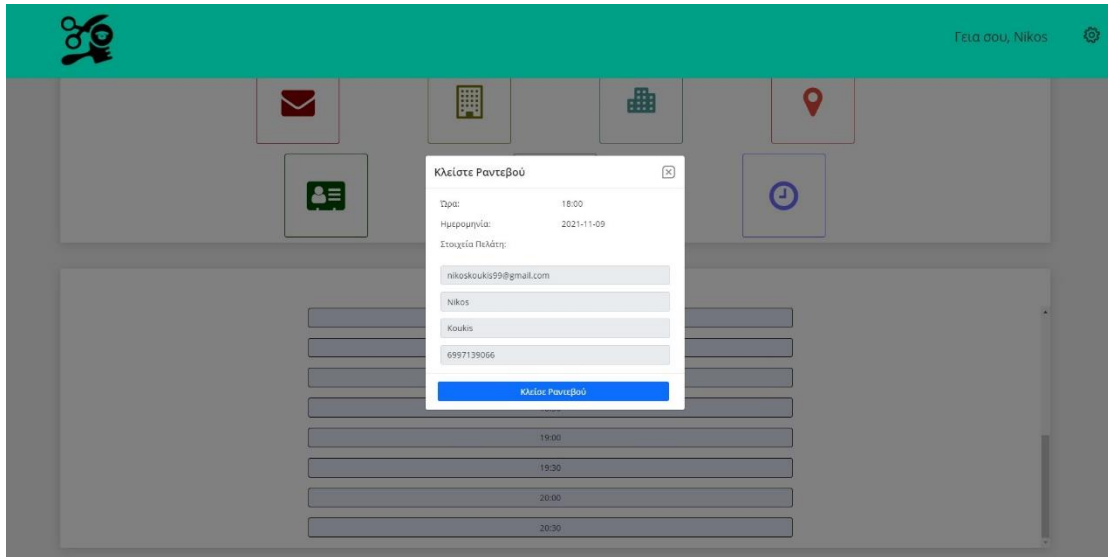 Γεια σου, Nikos
Κλείστε Ραντεβού
Ώρα: 18:00
Ημερομηνία: 2021-11-09
Στοιχεία Πελάτη:
nikoskoukis99@gmail.com
Nikos
Koukis
6997139066
Κλείσε Ραντεβού
19:00
19:30
20:00
20:30